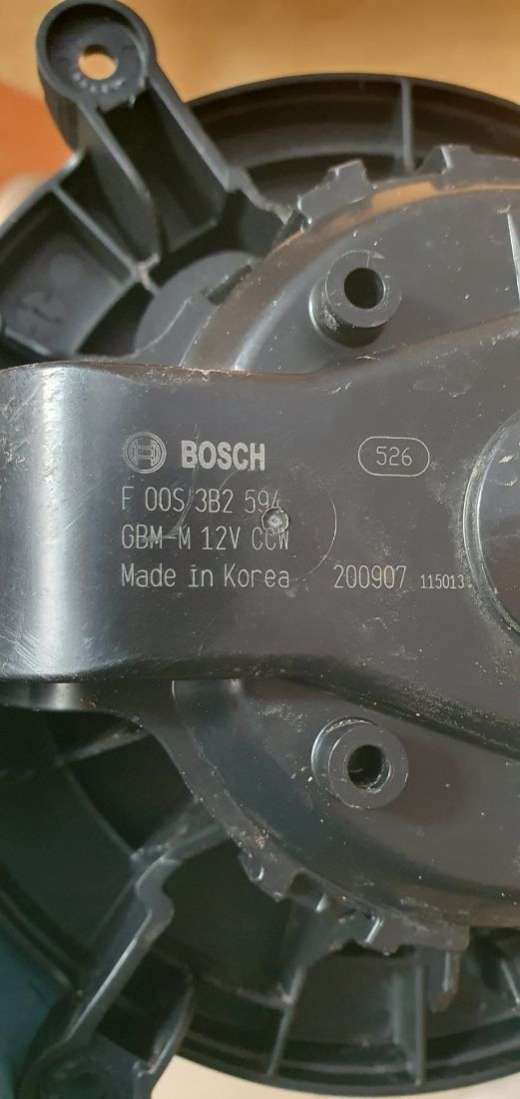 BOSCH
526
F 00S 3B2 594
GBM-M 12V CCW
Made in Korea 200907 115013